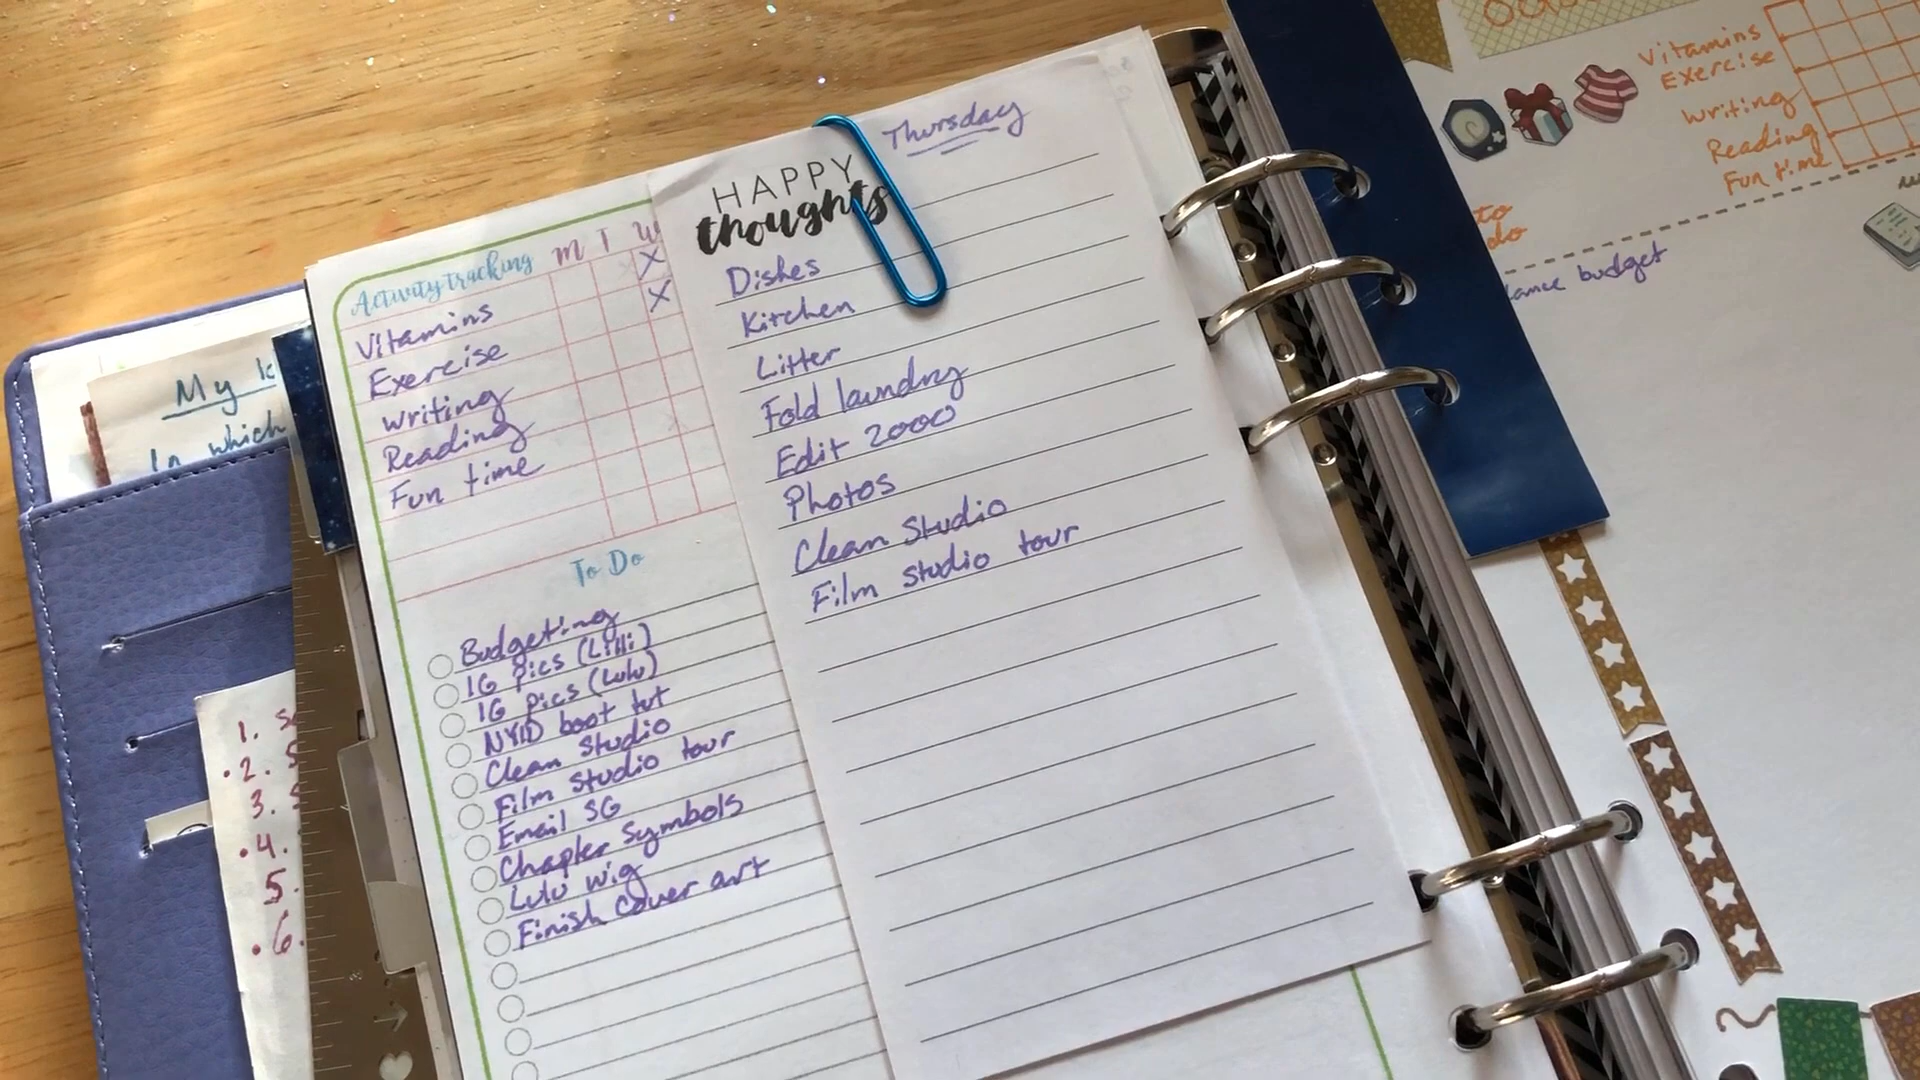 My
In which
1.
2.
3.
4.
5.
6.
Activity tracking M T W
Vitamins
Exercise
Writing
Reading
Fun time
To Do
Budgeting
IG pics (Lilli)
IG pics (Lulu)
NYID boot tut
Clean Studio
Film studio tour
Email SG
Chapter Symbols
Lulu wig
Finish cover art
Thursday
HAPPY
thoughts
Dishes
Kitchen
Litter
Fold laundry
Edit 2000
Photos
Clean Studio
Film studio tour
Vitamins
Exercise
Writing
Reading
Fun time
to
do
budget